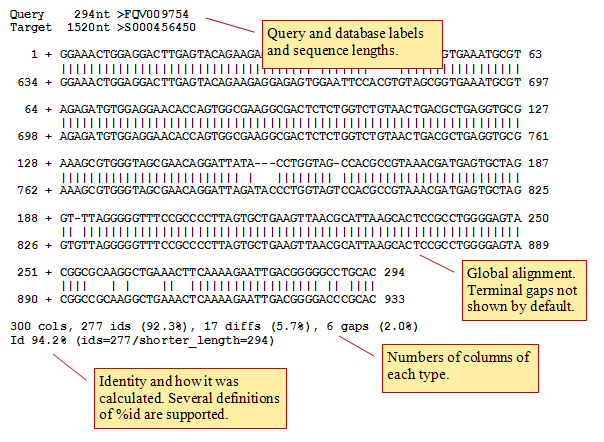 Query 294nt >FQV009754
Target 1520nt >S000456450
Query and database labels
and sequence lengths.
1 + GGAAACTGGAGGACTTGAGTACAGAAGAG GTGAAATGCGT 63
634 + GGAAACTGGAGGACTTGAGTACAGAAGAGGAGAGTGGAATTCCACGTGTAGCGGTGAAATGCGT 697
64 + AGAGATGTGGAGGAACACCAGTGGCGAAGGCGACTCTCTGGTCTGTAACTGACGCTGAGGTGCG 127
698 + AGAGATGTGGAGGAACACCAGTGGCGAAGGCGACTCTCTGGTCTGTAACTGACGCTGAGGTGCG 761
128 + AAAGCGTGGGTAGCGAACAGGATTATA---CCTGGTAG-CCACGCCGTAAACGATGAGTGCTAG 187
762 + AAAGCGTGGGTAGCGAACAGGATTAGATACCCTGGTAGTCCACGCCGTAAACGATGAGTGCTAG 825
188 + GT-TTAGGGGGTTTCCGCCCCTTAGTGCTGAAGTTAACGCATTAAGCACTCCGCCTGGGGAGTA 250
826 + GTGTTAGGGGGTTTCCGCCCCTTAGTGCTGAAGTTAACGCATTAAGCACTCCGCCTGGGGAGTA 889
251 + CGGCGCAAGGCTGAAACTTCAAAAGAATTGACGGGGGCCTGCAC 294
890 + CGGCCGCAAGGCTGAAACTCAAAAGAATTGACGGGGACCCGCAC 933
Global alignment.
Terminal gaps not
shown by default.
300 cols, 277 ids (92.3%), 17 diffs (5.7%), 6 gaps (2.0%)
Id 94.2% (ids=277/shorter_length=294)
Numbers of columns of
each type.
Identity and how it was
calculated. Several definitions
of %id are supported.